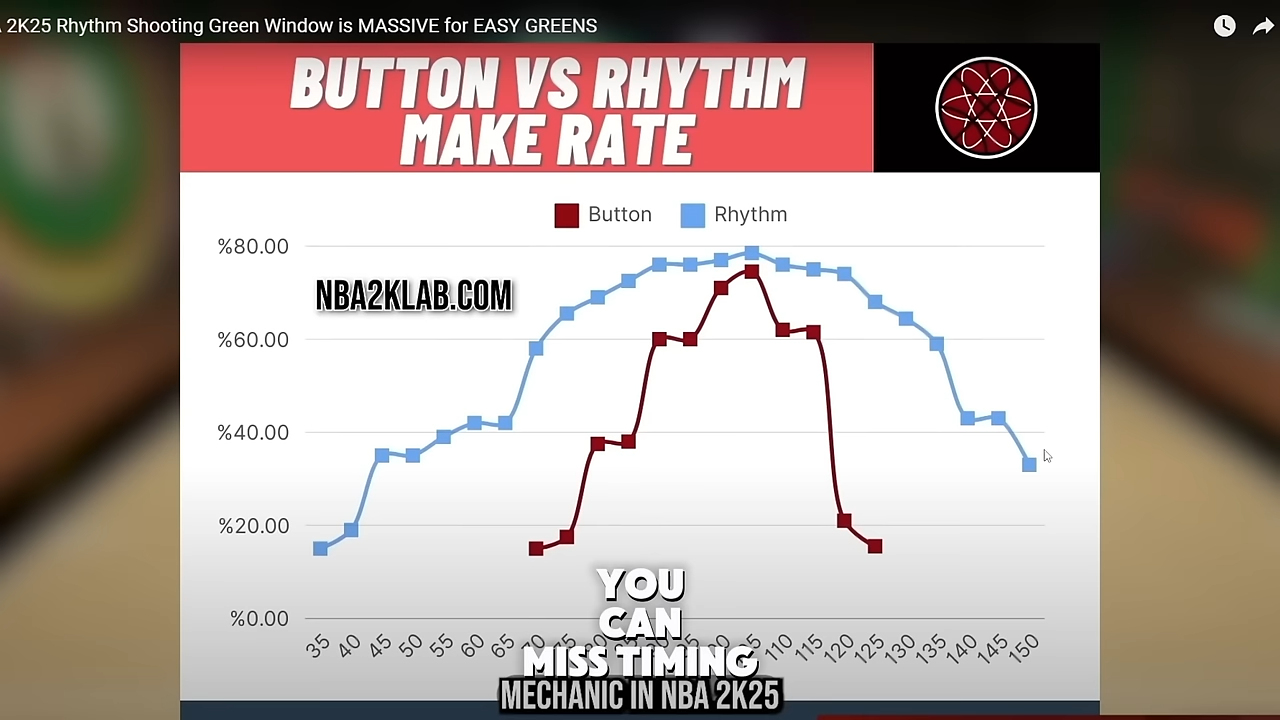 2K25 Rhythm Shooting Green Window is MASSIVE for EASY GREENS
BUTTON VS RHYTHM
MAKE RATE
Button Rhythm
%80.00
NBA2KLAB.COM
%60.00
%40.00
%20.00
%0.00
35 40 45 50 55 60 65 110 115 120 125 130 135 140 145 150
YOU
CAN
MISS TIMING
MECHANIC IN NBA 2K25